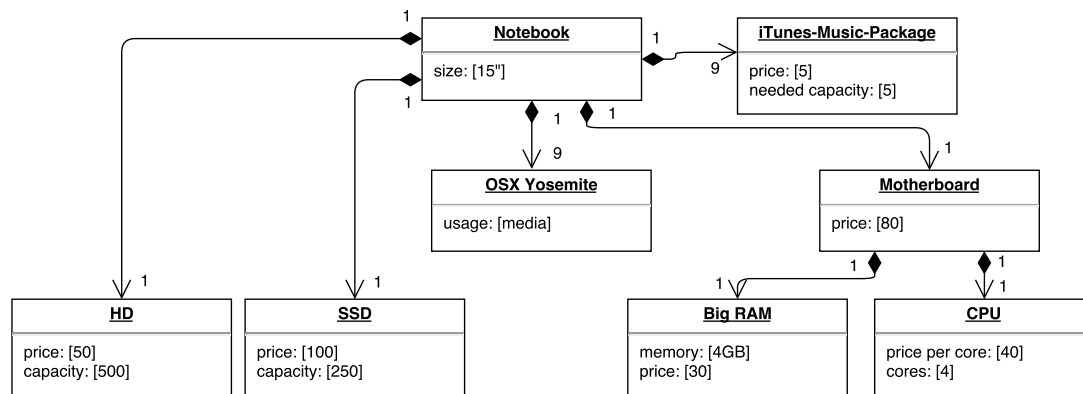 1
Notebook
size: [15"]
1
iTunes-Music-Package
price: [5]
needed capacity: [5]
9
1
1
1
9
1
OSX Yosemite
usage: [media]
Motherboard
price: [80]
1
1
1
1
1
1
HD
price: [50]
capacity: [500]
SSD
price: [100]
capacity: [250]
Big RAM
memory: [4GB]
price: [30]
CPU
price per core: [40]
cores: [4]